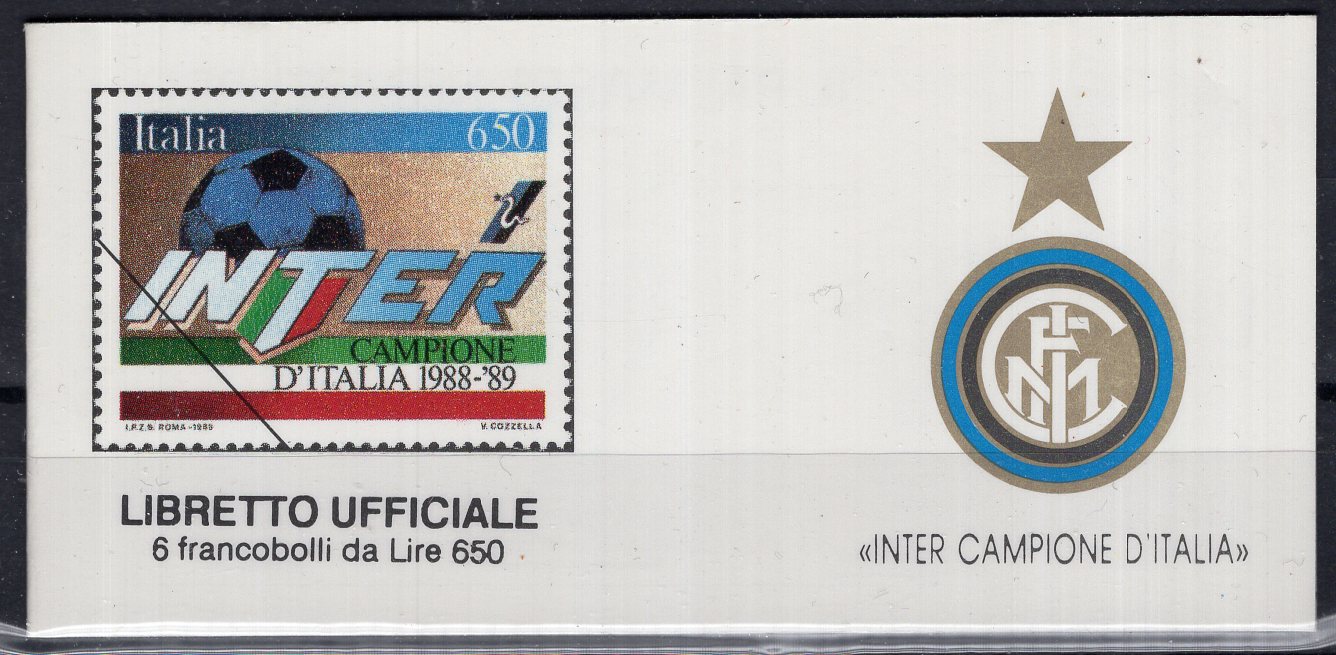 Italia 650
INTER
CAMPIONE
D'ITALIA 1988-'89
I.P.Z.S. ROMA-1989
V. COZZELLA
LIBRETTO UFFICIALE
6 francobolli da Lire 650
FCIM
«INTER CAMPIONE D'ITALIA»